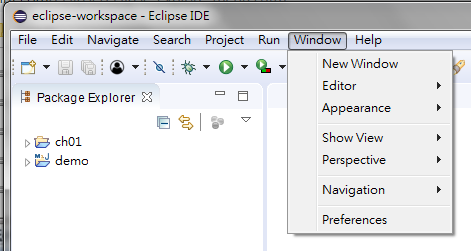 eclipse-workspace - Eclipse IDE
File Edit Navigate Search Project Run Window Help
New Window
Editor
Appearance
Show View
Perspective
Navigation
Preferences
Package Explorer
ch01
demo